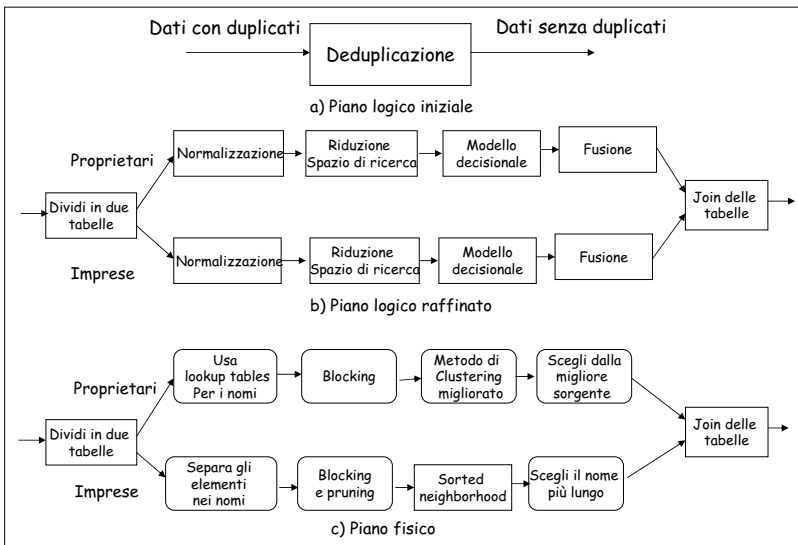 Dati con duplicati
Deduplicazione
Dati senza duplicati
a) Piano logico iniziale
Proprietari
Normalizzazione
Riduzione
Spazio di ricerca
Modello
decisionale
Fusione
Dividi in due
tabelle
Join delle
tabelle
Imprese
Normalizzazione
Riduzione
Spazio di ricerca
Modello
decisionale
Fusione
b) Piano logico raffinato
Proprietari
Usa
lookup tables
Per i nomi
Blocking
Metodo di
Clustering
migliorato
Scegli dalla
migliore
sorgente
Dividi in due
tabelle
Join delle
tabelle
Imprese
Separa gli
elementi
nei nomi
Blocking
e pruning
Sorted
neighborhood
Scegli il nome
più lungo
c) Piano fisico